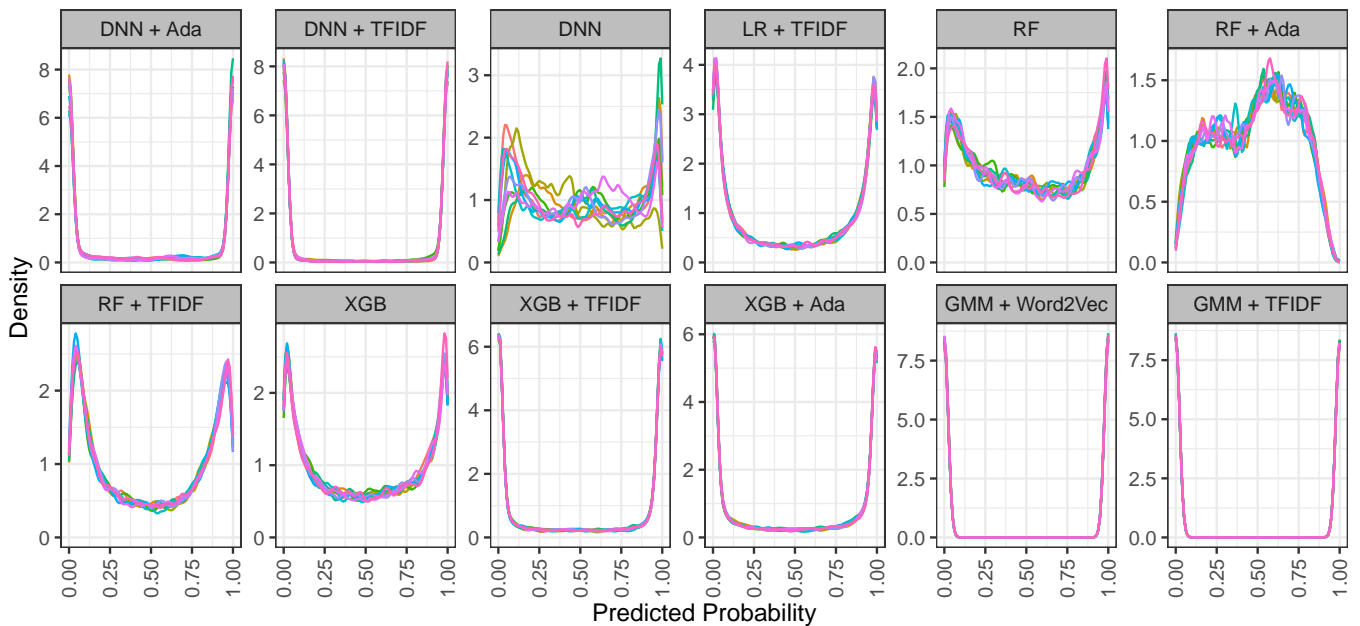 DNN + Ada
DNN + TFIDF
DNN
LR + TFIDF
RF
RF + Ada
0
2
4
6
8
0
2
4
6
8
0
1
2
3
0
1
2
3
4
0.0
0.5
1.0
1.5
2.0
0.0
0.5
1.0
1.5
Density
RF + TFIDF
XGB
XGB + TFIDF
XGB + Ada
GMM + Word2Vec
GMM + TFIDF
0
1
2
0
1
2
0
2
4
6
0
2
4
6
0.0
2.5
5.0
7.5
0.0
2.5
5.0
7.5
0.00 0.25 0.50 0.75 1.00
0.00 0.25 0.50 0.75 1.00
0.00 0.25 0.50 0.75 1.00
0.00 0.25 0.50 0.75 1.00
0.00 0.25 0.50 0.75 1.00
0.00 0.25 0.50 0.75 1.00
Predicted Probability